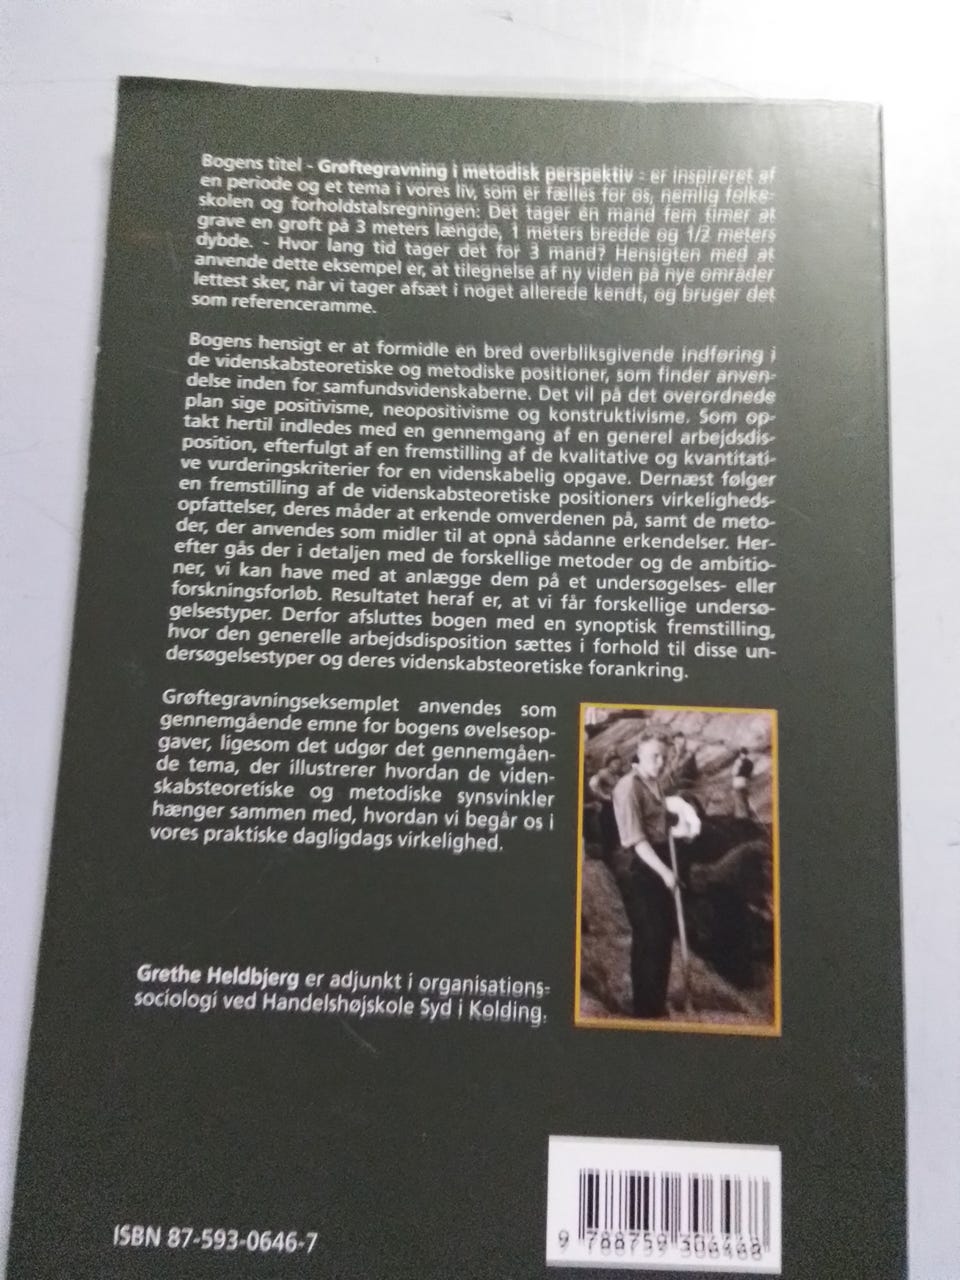 Bogens titel - Grøftegravning i metodisk perspektiv - er inspireret af
en periode og et tema i vores liv, som er fælles for os, nemlig folke-
skolen og forholdstalsregningen: Det tager én mand fem timer at
grave en grøft på 3 meters længde, 1 meters bredde og 1/2 meters
dybde. - Hvor lang tid tager det for 3 mand? Hensigten med at
anvende dette eksempel er, at tilegnelse af ny viden på nye områder
lettest sker, når vi tager afsæt i noget allerede kendt, og bruger det
som referenceramme.
Bogens hensigt er at formidle en bred overbliksgivende indføring i
de videnskabsteoretiske og metodiske positioner, som finder anven-
delse inden for samfundsvidenskaberne. Det vil på det overordnede
plan sige positivisme, neopositivisme og konstruktivisme. Som op-
takt hertil indledes med en gennemgang af en generel arbejdsdis-
position, efterfulgt af en fremstilling af de kvalitative og kvantitati-
ve vurderingskriterier for en videnskabelig opgave. Dernæst følger
en fremstilling af de videnskabsteoretiske positioners virkeligheds-
opfattelser, deres måder at erkende omverdenen på, samt de meto-
der, der anvendes som midler til at opnå sådanne erkendelser. Her-
efter gås der i detaljen med de forskellige metoder og de ambitio-
ner, vi kan have med at anlægge dem på et undersøgelses- eller
forskningsforløb. Resultatet heraf er, at vi får forskellige undersø-
gelsestyper. Derfor afsluttes bogen med en synoptisk fremstilling,
hvor den generelle arbejdsdisposition sættes i forhold til disse un-
dersøgelsestyper og deres videnskabsteoretiske forankring.
Grøftegravningseksemplet anvendes som
gennemgående emne for bogens øvelsesop-
gaver, ligesom det udgør det gennemgåen-
de tema, der illustrerer hvordan de viden-
skabsteoretiske og metodiske synsvinkler
hænger sammen med, hvordan vi begår os i
vores praktiske dagligdags virkelighed.
Grethe Heldbjerg er adjunkt i organisations-
sociologi ved Handelshøjskole Syd i Kolding.
ISBN 87-593-0646-7
9 788759 306468